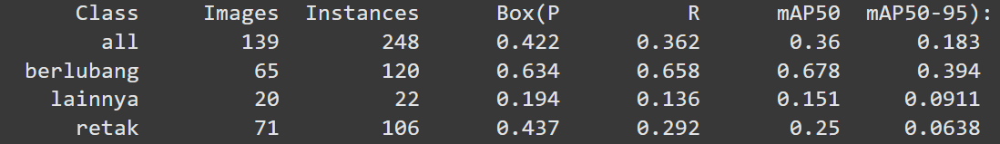 Class Images Instances Box(P R mAP50 mAP50-95):
all 139 248 0.422 0.362 0.36 0.183
berlubang 65 120 0.634 0.658 0.678 0.394
lainnya 20 22 0.194 0.136 0.151 0.0911
retak 71 106 0.437 0.292 0.25 0.0638